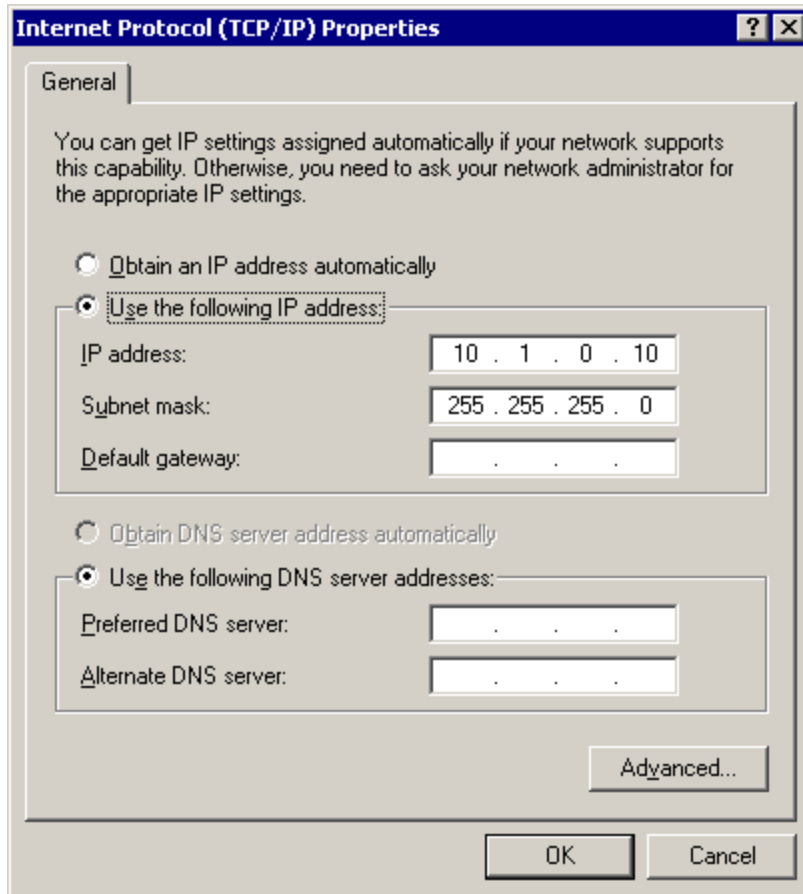 Internet Protocol (TCP/IP) Properties
General
You can get IP settings assigned automatically if your network supports
this capability. Otherwise, you need to ask your network administrator for
the appropriate IP settings.
Obtain an IP address automatically
Use the following IP address:
IP address: 10 . 1 . 0 . 10
Subnet mask: 255 . 255 . 255 . 0
Default gateway: . . .
Obtain DNS server address automatically
Use the following DNS server addresses:
Preferred DNS server: . . .
Alternate DNS server: . . .
Advanced...
OK Cancel